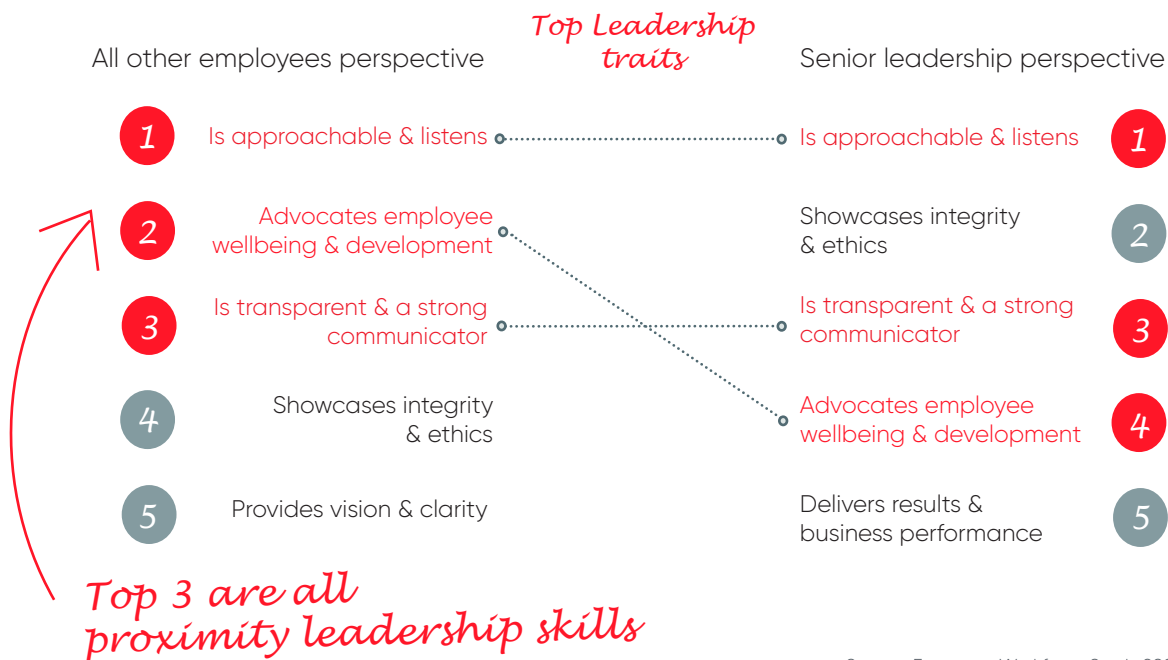 Top Leadership
traits
All other employees perspective
Senior leadership perspective
1
Is approachable & listens
Is approachable & listens
1
2
Advocates employee
wellbeing & development
Showcases integrity
& ethics
2
3
Is transparent & a strong
communicator
Is transparent & a strong
communicator
3
4
Showcases integrity
& ethics
Advocates employee
wellbeing & development
4
5
Provides vision & clarity
Delivers results &
business performance
5
Top 3 are all
proximity leadership skills